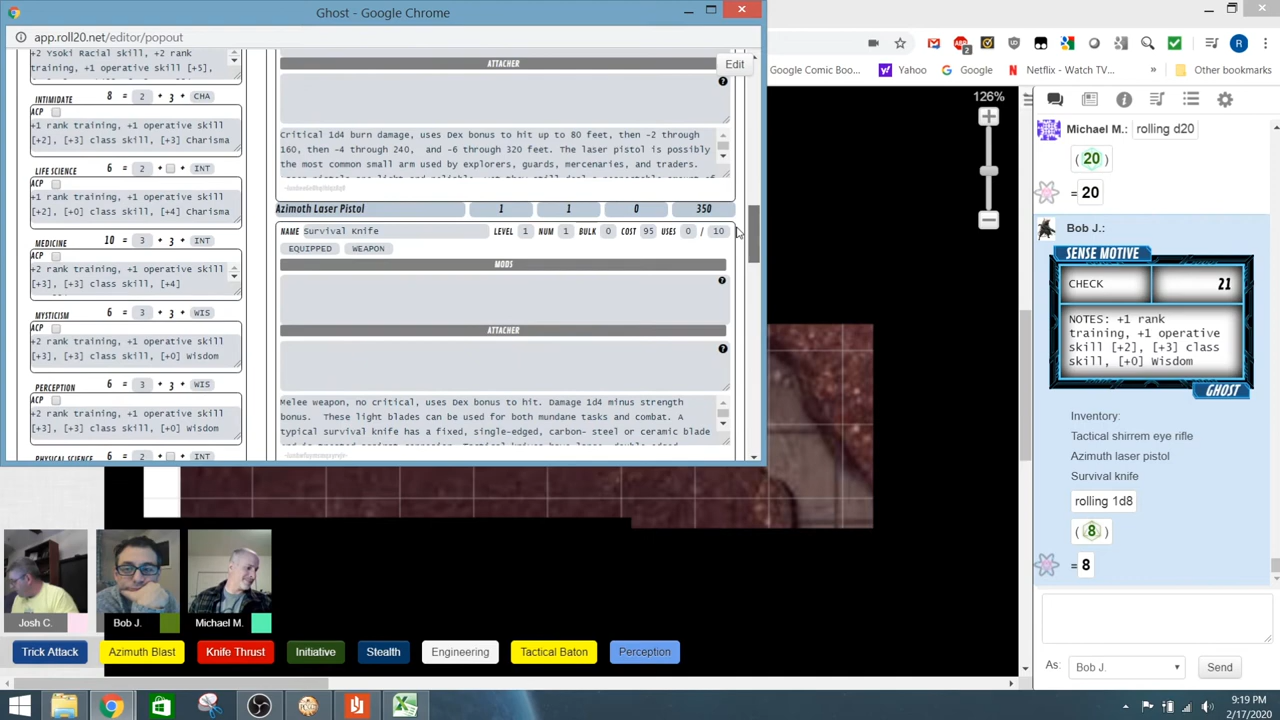 Ghost - Google Chrome
app.roll20.net/editor/popout
+2 Ysoki Racial skill, +2 rank
training, +1 operative skill [+5],
INTIMIDATE 8 = 2 + 3 + CHA
ACP
+1 rank training, +1 operative skill
[+2], [+3] class skill, [+3] Charisma
LIFE SCIENCE 6 = 2 + INT
ACP
+1 rank training, +1 operative skill
[+2], [+0] class skill, [+4] Charisma
MEDICINE 10 = 3 + INT
ACP
+2 rank training, +1 operative skill
[+3], [+3] class skill, [+4]
MYSTICISM 6 = 3 + WIS
ACP
+2 rank training, +1 operative skill
[+3], [+3] class skill, [+0] Wisdom
PERCEPTION 6 = 3 + 3 + WIS
ACP
+2 rank training, +1 operative skill
[+3], [+3] class skill, [+0] Wisdom
PHYSICAL SCIENCE 6 = 2 + INT
ATTACHER
Edit
Critical 1d4 burn damage, uses Dex bonus to hit up to 80 feet, then -2 through
160, then -4 through 240, and -6 through 320 feet. The laser pistol is possibly
the most common small arm used by explorers, guards, mercenaries, and traders.
Azimoth Laser Pistol 1 1 0 350
NAME Survival Knife LEVEL 1 NUM 1 BULK 0 COST 95 USES 0 / 10
EQUIPPED WEAPON
MODS
ATTACHER
Melee weapon, no critical, uses Dex bonus to hit. Damage 1d4 minus strength
bonus. These light blades can be used for both mundane tasks and combat. A
typical survival knife has a fixed, single-edged, carbon- steel or ceramic blade
Google Comic Boo...
Yahoo
Google
Netflix - Watch TV...
»
Other bookmarks
126%
Michael M.: rolling d20
(20)
= 20
Bob J.:
SENSE MOTIVE
CHECK 21
NOTES: +1 rank
training, +1 operative
skill [+2], [+3] class
skill, [+0] Wisdom
GHOST
Inventory:
Tactical shirrem eye rifle
Azimuth laser pistol
Survival knife
rolling 1d8
(8)
= 8
Josh C.
Bob J.
Michael M.
Trick Attack
Azimuth Blast
Knife Thrust
Initiative
Stealth
Engineering
Tactical Baton
Perception
As: Bob J.
Send
9:19 PM
2/17/2020